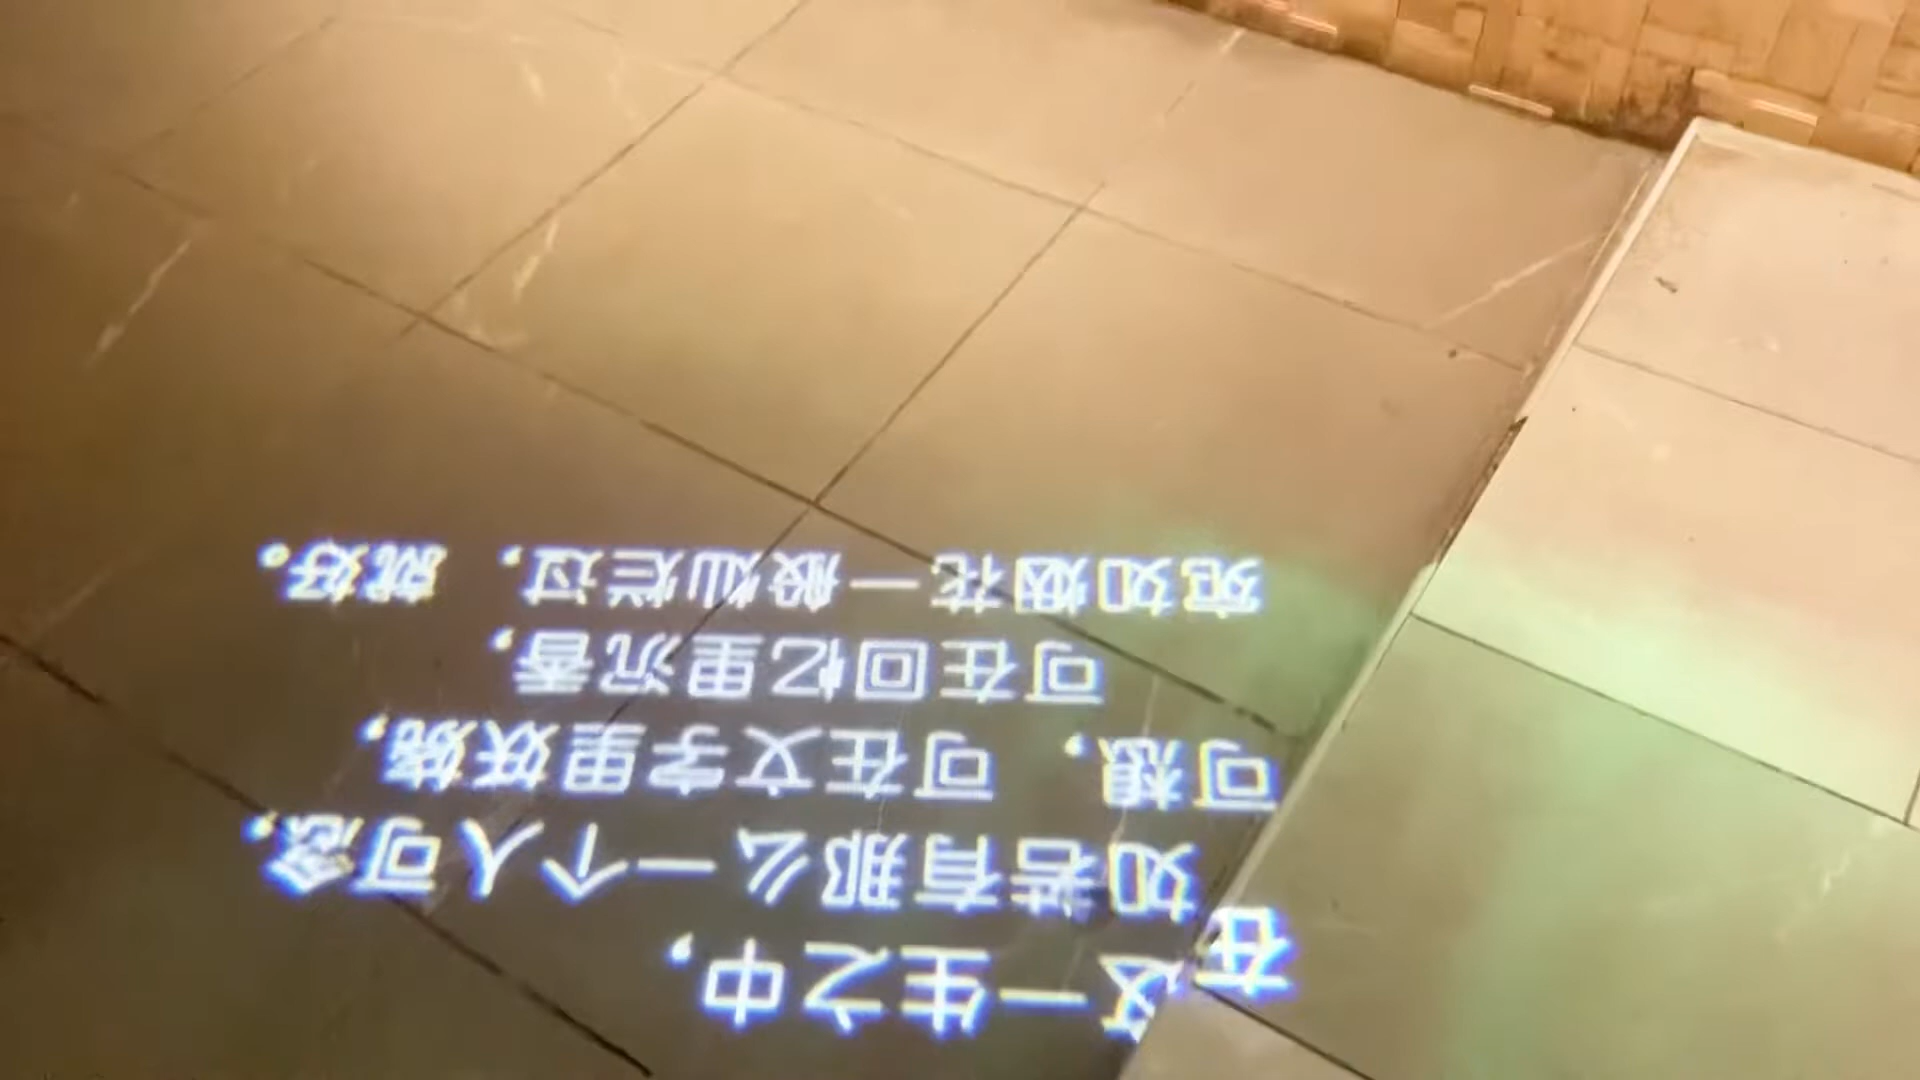 在这一生之中，
如若有那么一个人可念，
可想，可在文字里妖娆，
可在回忆里沉香，
宛如烟花一般灿烂过，就好。